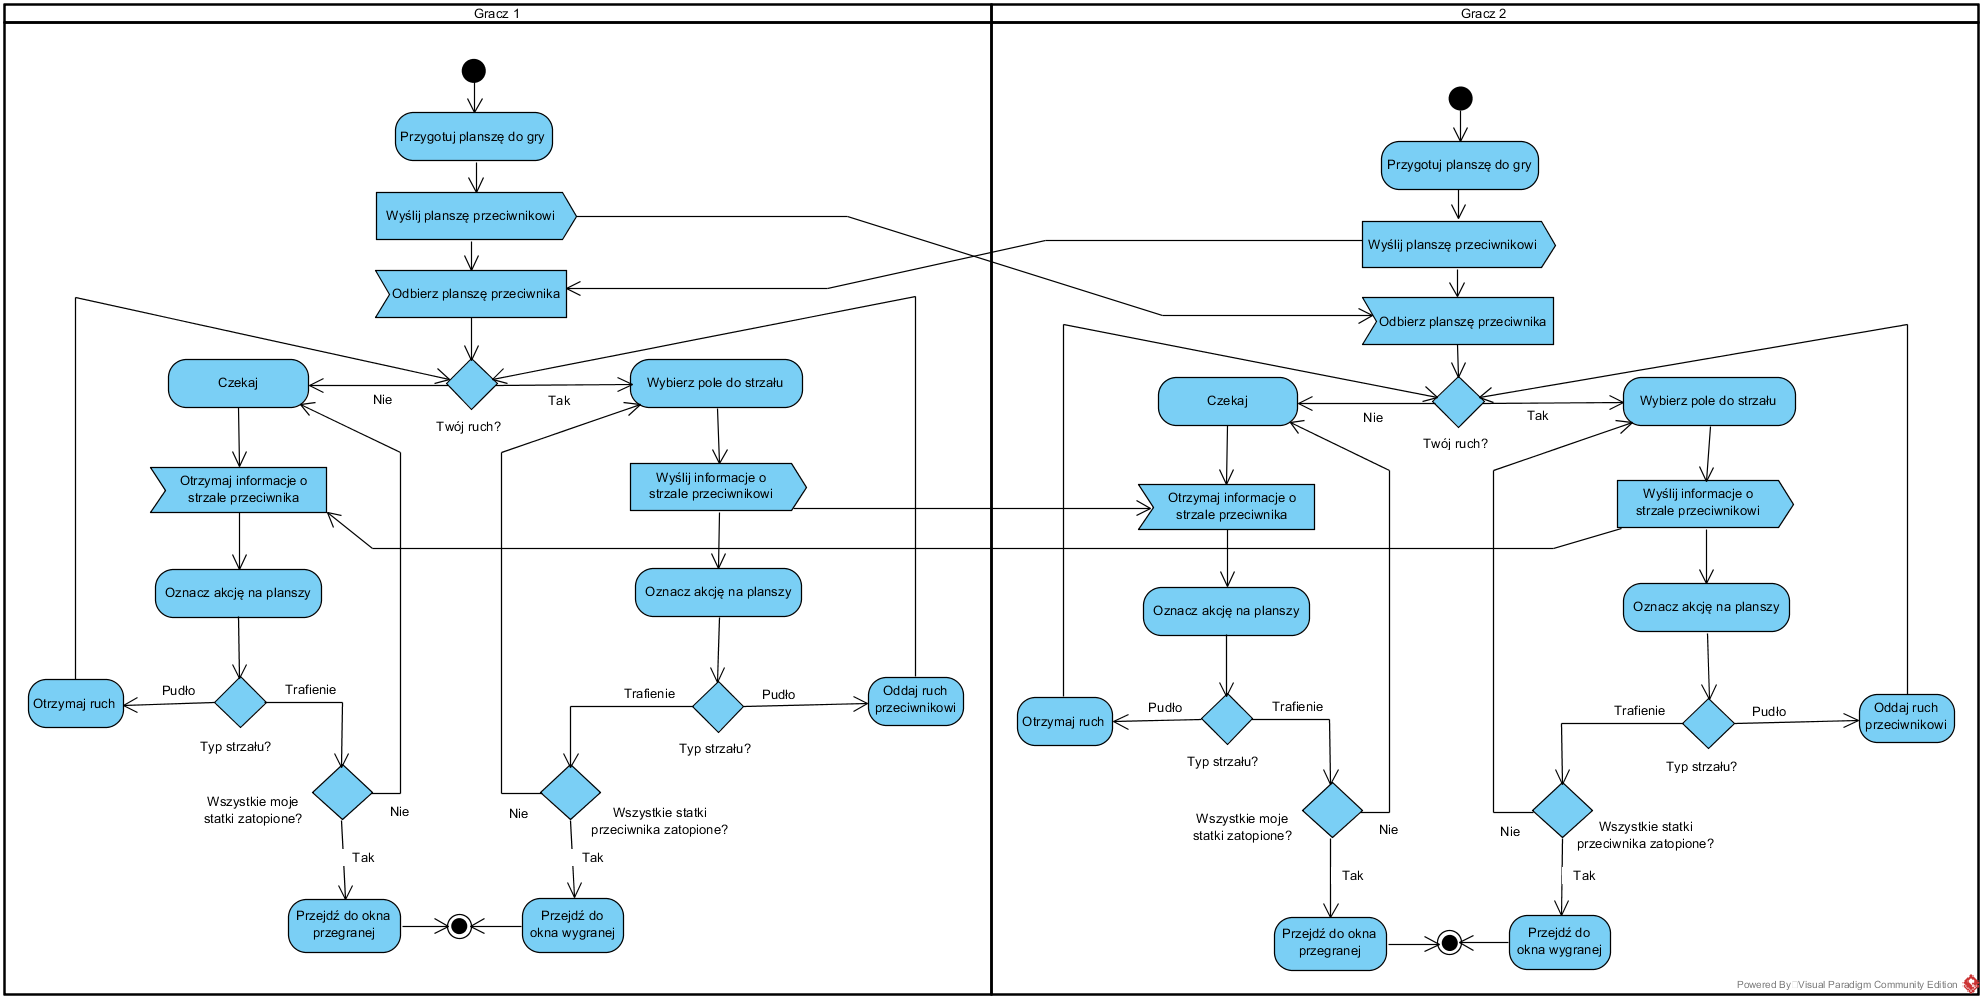 Gracz 1
Przygotuj planszę do gry
Wyślij planszę przeciwnikowi
Odbierz planszę przeciwnika
Czekaj
Nie
Tak
Wybierz pole do strzału
Twój ruch?
Otrzymaj informacje o
strzale przeciwnika
Wyślij informacje o
strzale przeciwnikowi
Oznacz akcję na planszy
Oznacz akcję na planszy
Otrzymaj ruch
Pudło
Trafienie
Typ strzału?
Trafienie
Pudło
Oddaj ruch
przeciwnikowi
Typ strzału?
Wszystkie moje
statki zatopione?
Nie
Nie
Wszystkie statki
przeciwnika zatopione?
Tak
Tak
Przejdź do okna
przegranej
Przejdź do
okna wygranej
Gracz 2
Przygotuj planszę do gry
Wyślij planszę przeciwnikowi
Odbierz planszę przeciwnika
Czekaj
Nie
Tak
Wybierz pole do strzału
Twój ruch?
Otrzymaj informacje o
strzale przeciwnika
Wyślij informacje o
strzale przeciwnikowi
Oznacz akcję na planszy
Oznacz akcję na planszy
Otrzymaj ruch
Pudło
Trafienie
Typ strzału?
Trafienie
Pudło
Oddaj ruch
przeciwnikowi
Typ strzału?
Wszystkie moje
statki zatopione?
Nie
Nie
Wszystkie statki
przeciwnika zatopione?
Tak
Tak
Przejdź do okna
przegranej
Przejdź do
okna wygranej
Powered By Visual Paradigm Community Edition